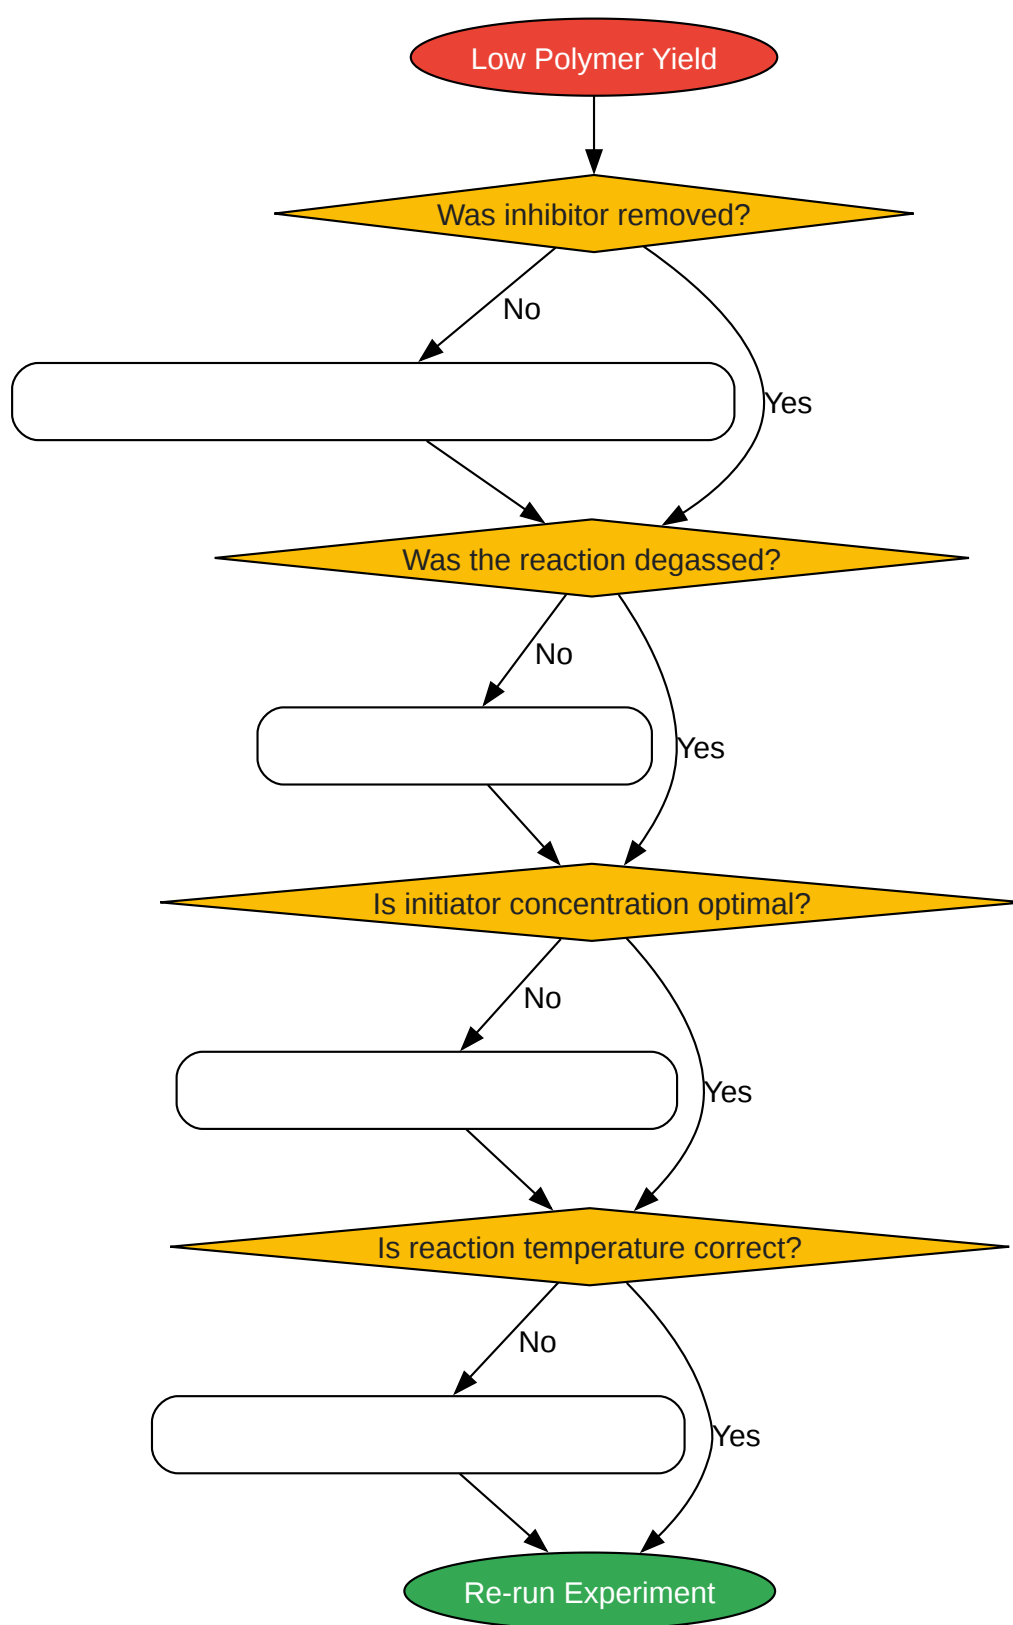 Low Polymer Yield
Was inhibitor removed?
No
Yes
Was the reaction degassed?
No
Yes
Is initiator concentration optimal?
No
Yes
Is reaction temperature correct?
No
Yes
Re-run Experiment